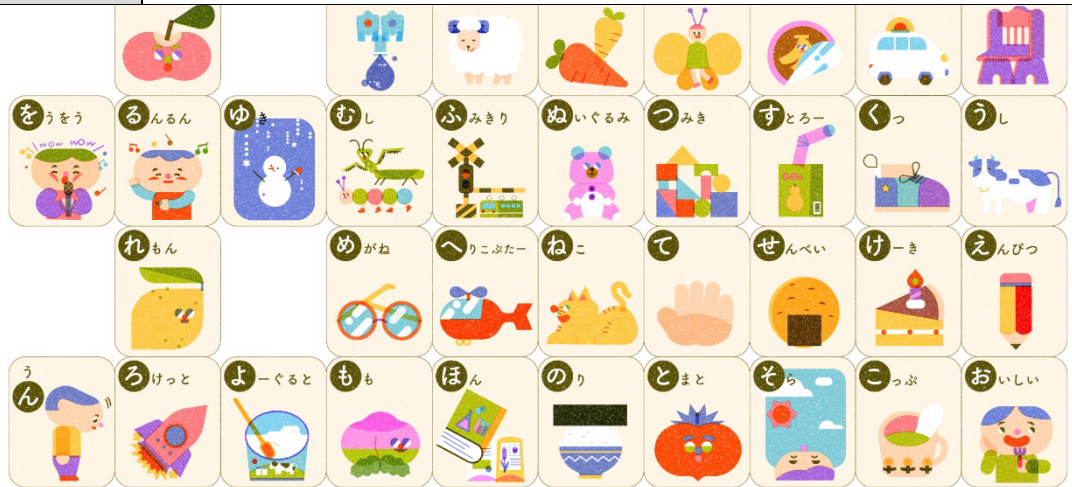 をうをう
wow wow
るんるん
ゆき
むし
ふみきり
ぬいぐるみ
つみき
すとろー
くつ
うし
れもん
めがね
へりこぷたー
ねこ
て
せんべい
けーき
えんぴつ
うん
ろけっと
よーぐると
もも
ほん
のり
とまと
そら
こっぷ
おいしい